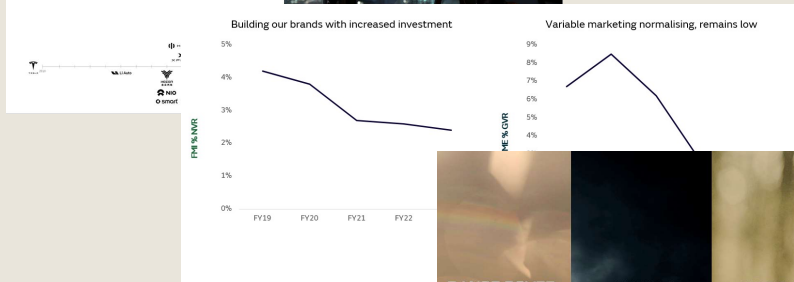 Building our brands with increased investment
5%
4%
3%
2%
1%
0%
FMI % NVR
FY19
FY20
FY21
FY22
Variable marketing normalising, remains low
9%
8%
7%
6%
5%
4%
ME % GVR
Li Auto
NIO
smart